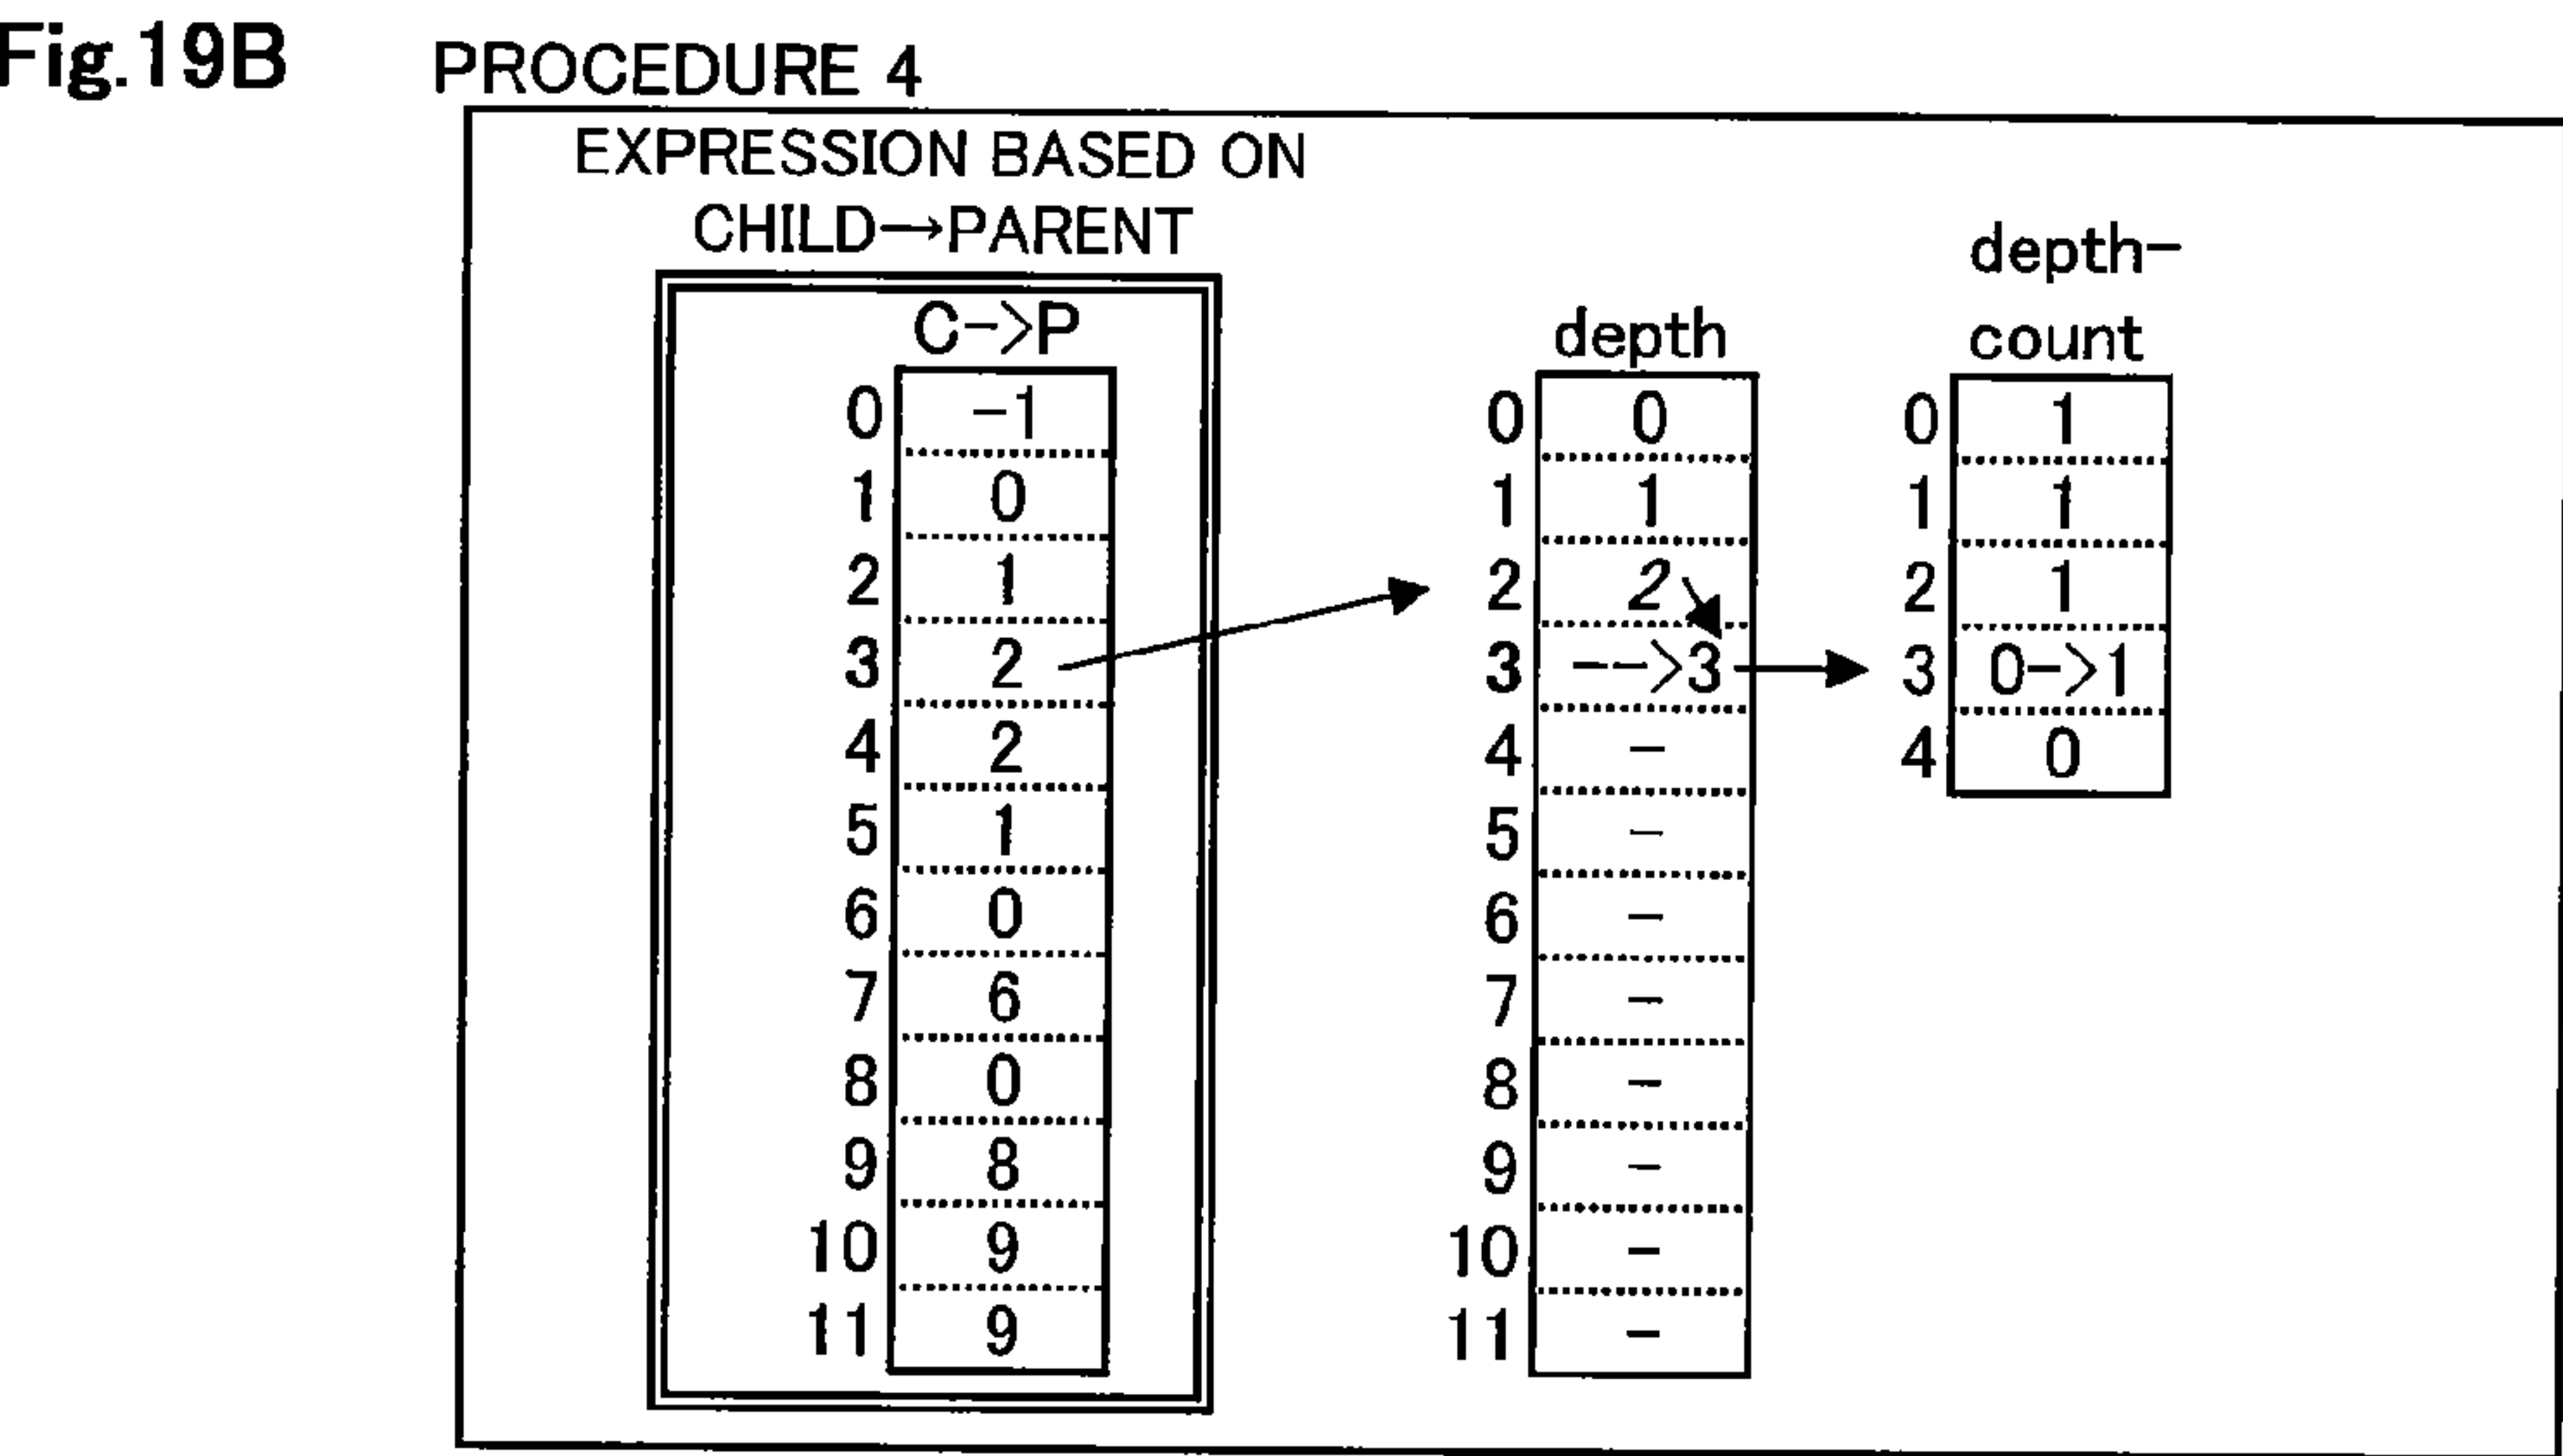 Fig.19B
PROCEDURE 4
EXPRESSION BASED ON
CHILD→PARENT
depth-
C->P depth count
0 -1 0 0 0 1
1 0 1 1 1 1
2 1 2 2 2 1
3 2 3 -->3 3 0->1
4 2 4 - 4 0
5 1 5 -
6 0 6 -
7 6 7 -
8 0 8 -
9 8 9 -
10 9 10 -
11 9 11 -